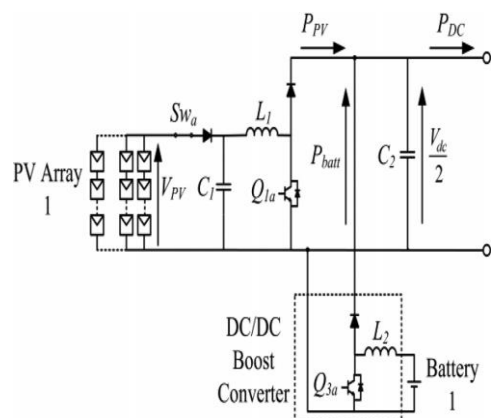 P_PV
P_DC
Sw_a
L_1
PV Array
1
V_PV
C_1
Q_1a
P_batt
C_2
V_dc
2
DC/DC
Boost
Converter
L_2
Q_3a
Battery
1